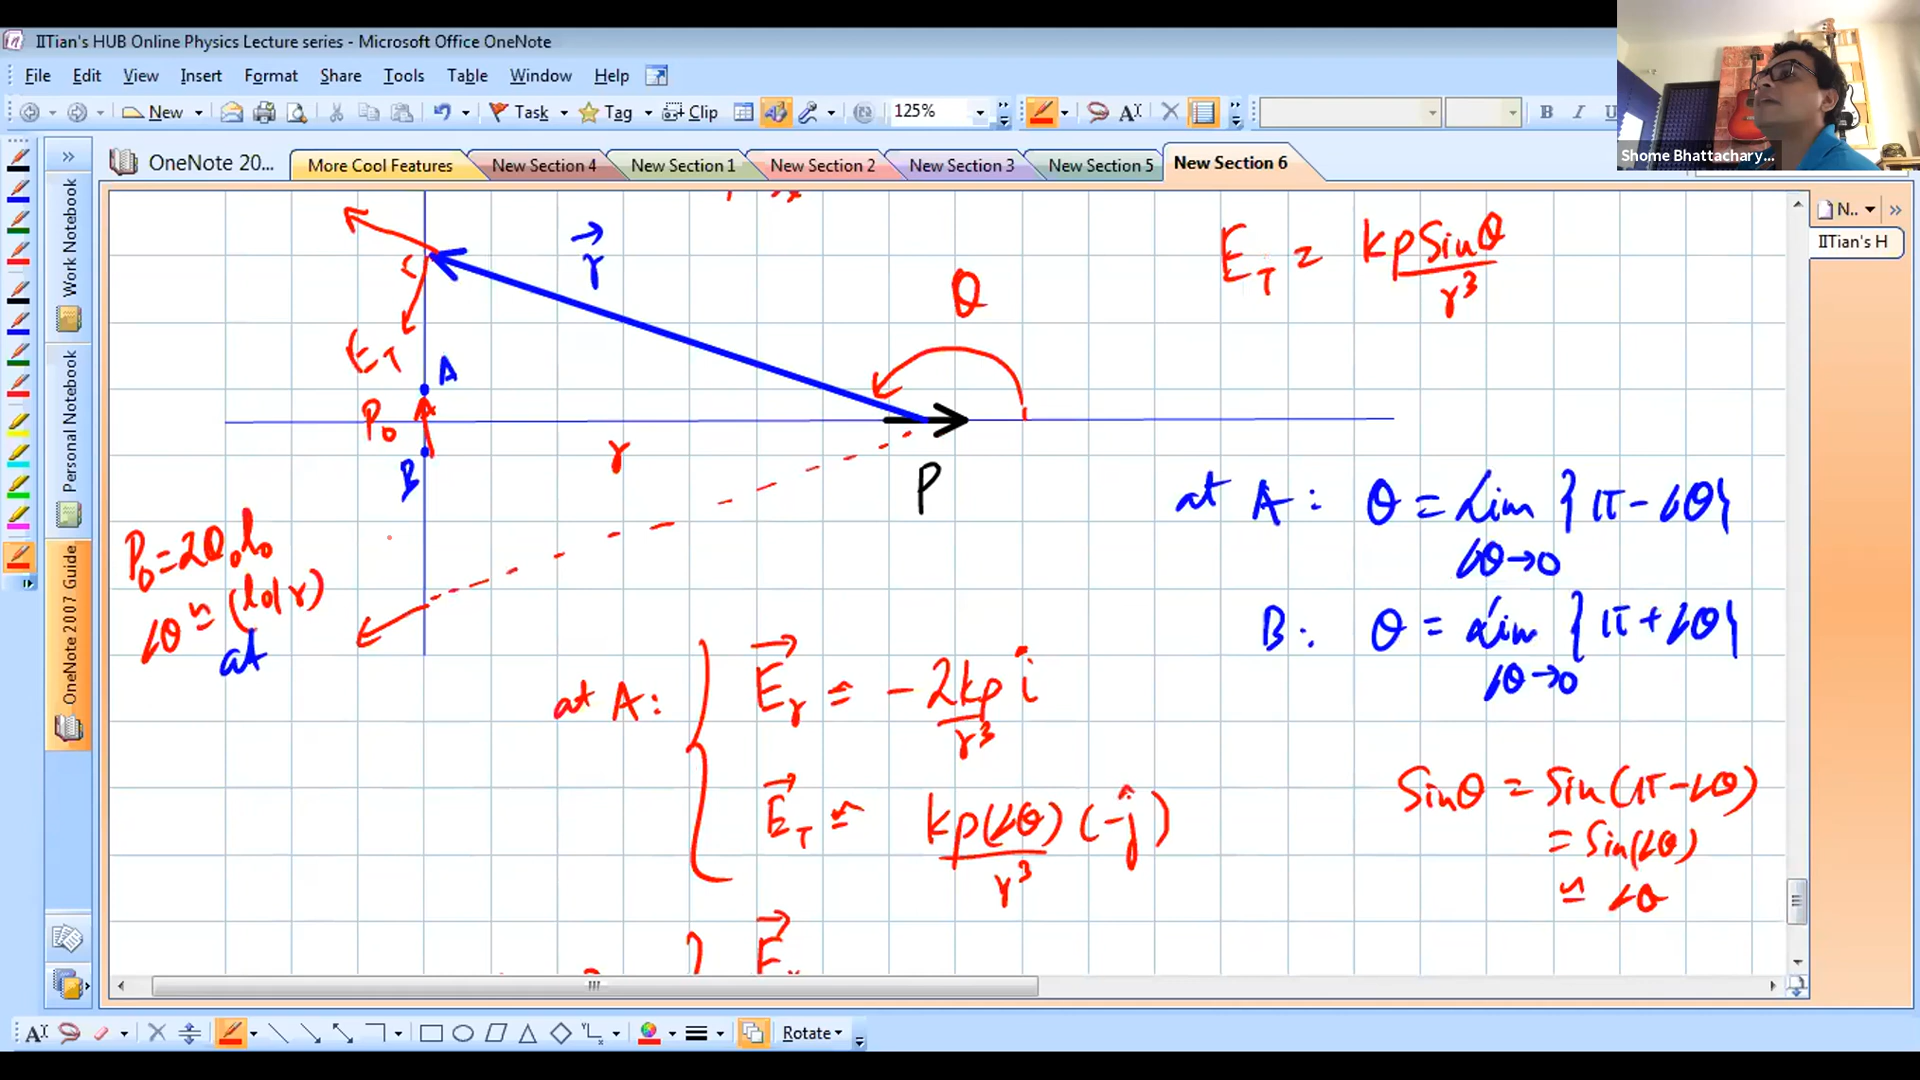 IITian's HUB Online Physics Lecture series - Microsoft Office OneNote
File Edit View Insert Format Share Tools Table Window Help
New Task Tag Clip 125% B I U
Shome Bhattachary...
OneNote 20... More Cool Features New Section 4 New Section 1 New Section 2 New Section 3 New Section 5 New Section 6
N..
IITian's H
Work Notebook
Personal Notebook
OneNote 2007 Guide
r⃗
θ
E_T = kp Sinθ / r³
C
E_T
A
P₀
B
r
P
P₀ = 2Q₀l₀
δθ ≃ (l₀/r)
at
at A : θ = Lim {π - δθ}
δθ→0
B : θ = Lim {π + δθ}
δθ→0
at A : E⃗_r ≃ - 2kp/r³ î
E⃗_T ≃ kp(δθ)/r³ (-ĵ)
Sinθ = Sin(π - δθ)
= Sin(δθ)
≃ δθ
Rotate